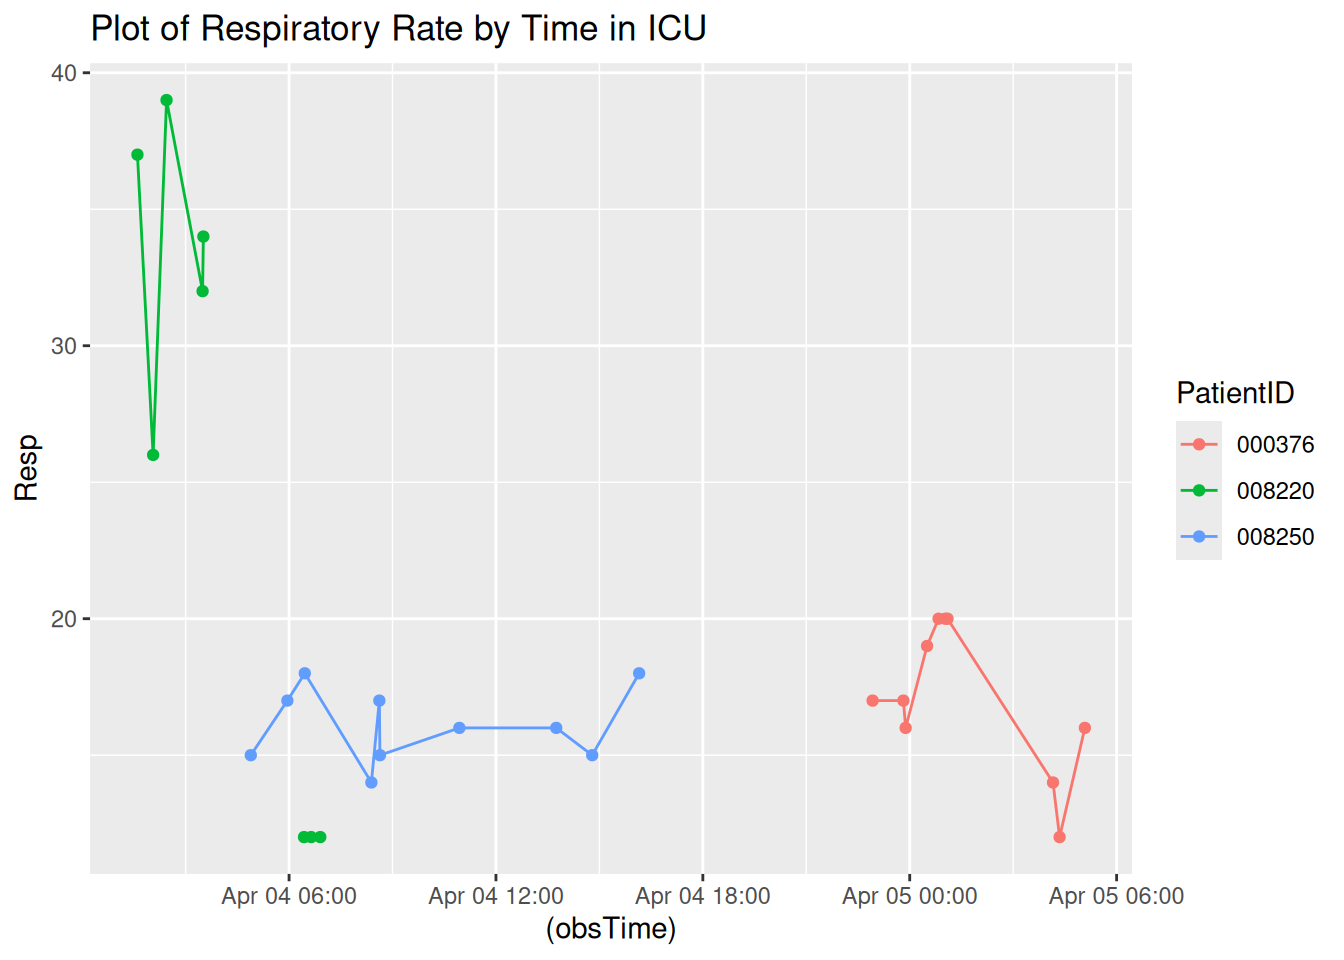 Plot of Respiratory Rate by Time in ICU
40
30
20
Resp
Apr 04 06:00
Apr 04 12:00
Apr 04 18:00
Apr 05 00:00
Apr 05 06:00
(obsTime)
PatientID
000376
008220
008250